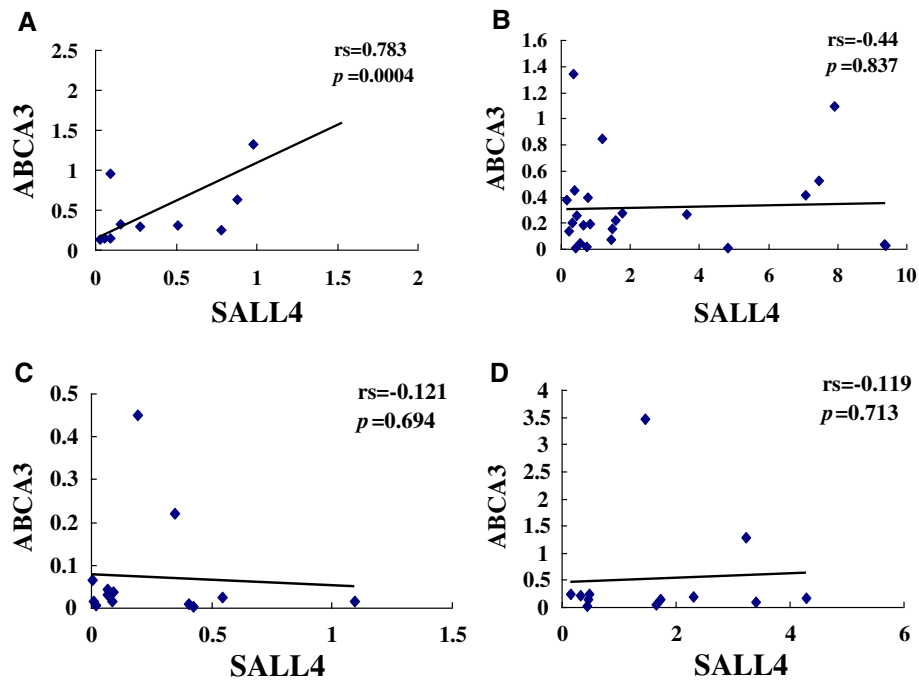 A
rs=0.783
p=0.0004
2.5
2
1.5
1
0.5
0
0 0.5 1 1.5 2
ABCA3
SALL4
B
rs=-0.44
p=0.837
1.6
1.4
1.2
1
0.8
0.6
0.4
0.2
0
0 2 4 6 8 10
ABCA3
SALL4
C
rs=-0.121
p=0.694
0.5
0.4
0.3
0.2
0.1
0
0 0.5 1 1.5
ABCA3
SALL4
D
rs=-0.119
p=0.713
4
3.5
3
2.5
2
1.5
1
0.5
0
0 2 4 6
ABCA3
SALL4